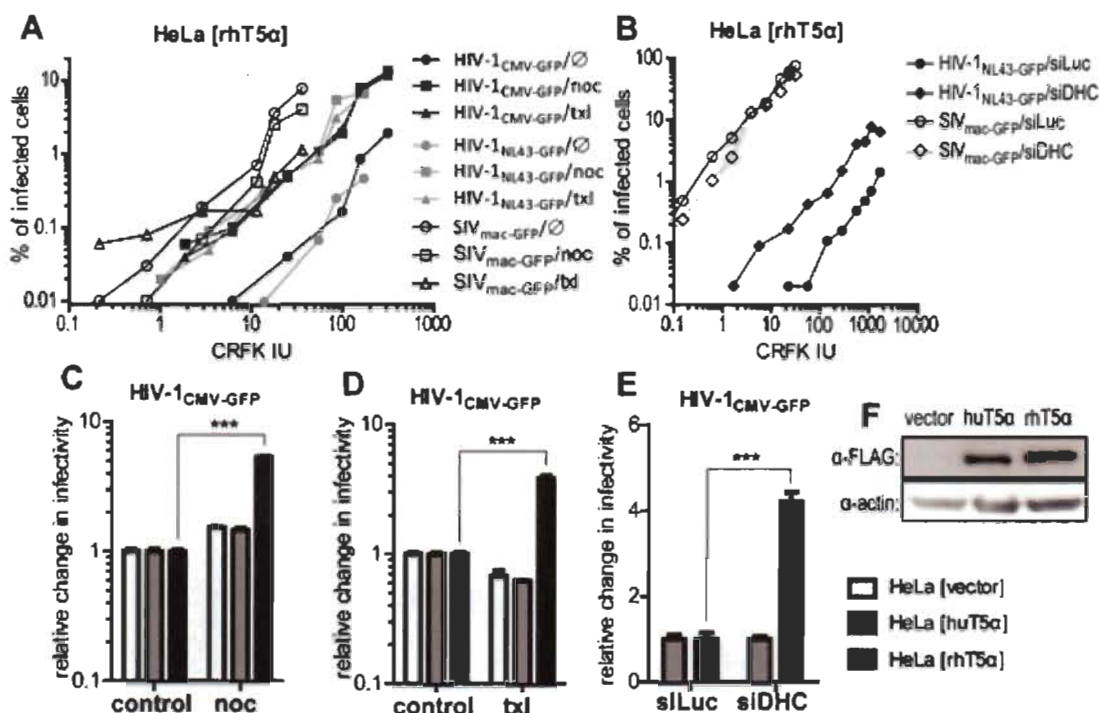 A
HeLa [rhT5α]
% of infected cells
10
1
0.1
0.01
0.1 1 10 100 1000
CRFK IU
HIV-1CMV-GFP/∅
HIV-1CMV-GFP/noc
HIV-1CMV-GFP/txl
HIV-1NL43-GFP/∅
HIV-1NL43-GFP/noc
HIV-1NL43-GFP/txl
SIVmac-GFP/∅
SIVmac-GFP/noc
SIVmac-GFP/txl
B
HeLa [rhT5α]
% of infected cells
100
10
1
0.1
0.01
0.1 1 10 100 1000 10000
CRFK IU
HIV-1NL43-GFP/siLuc
HIV-1NL43-GFP/siDHC
SIVmac-GFP/siLuc
SIVmac-GFP/siDHC
C
HIV-1CMV-GFP
relative change in infectivity
10
1
0.1
***
control noc
D
HIV-1CMV-GFP
relative change in infectivity
10
1
0.1
***
control txl
E
HIV-1CMV-GFP
relative change in infectivity
6
4
2
0
***
siLuc siDHC
F
vector huT5α rhT5α
α-FLAG:
α-actin:
HeLa [vector]
HeLa [huT5α]
HeLa [rhT5α]